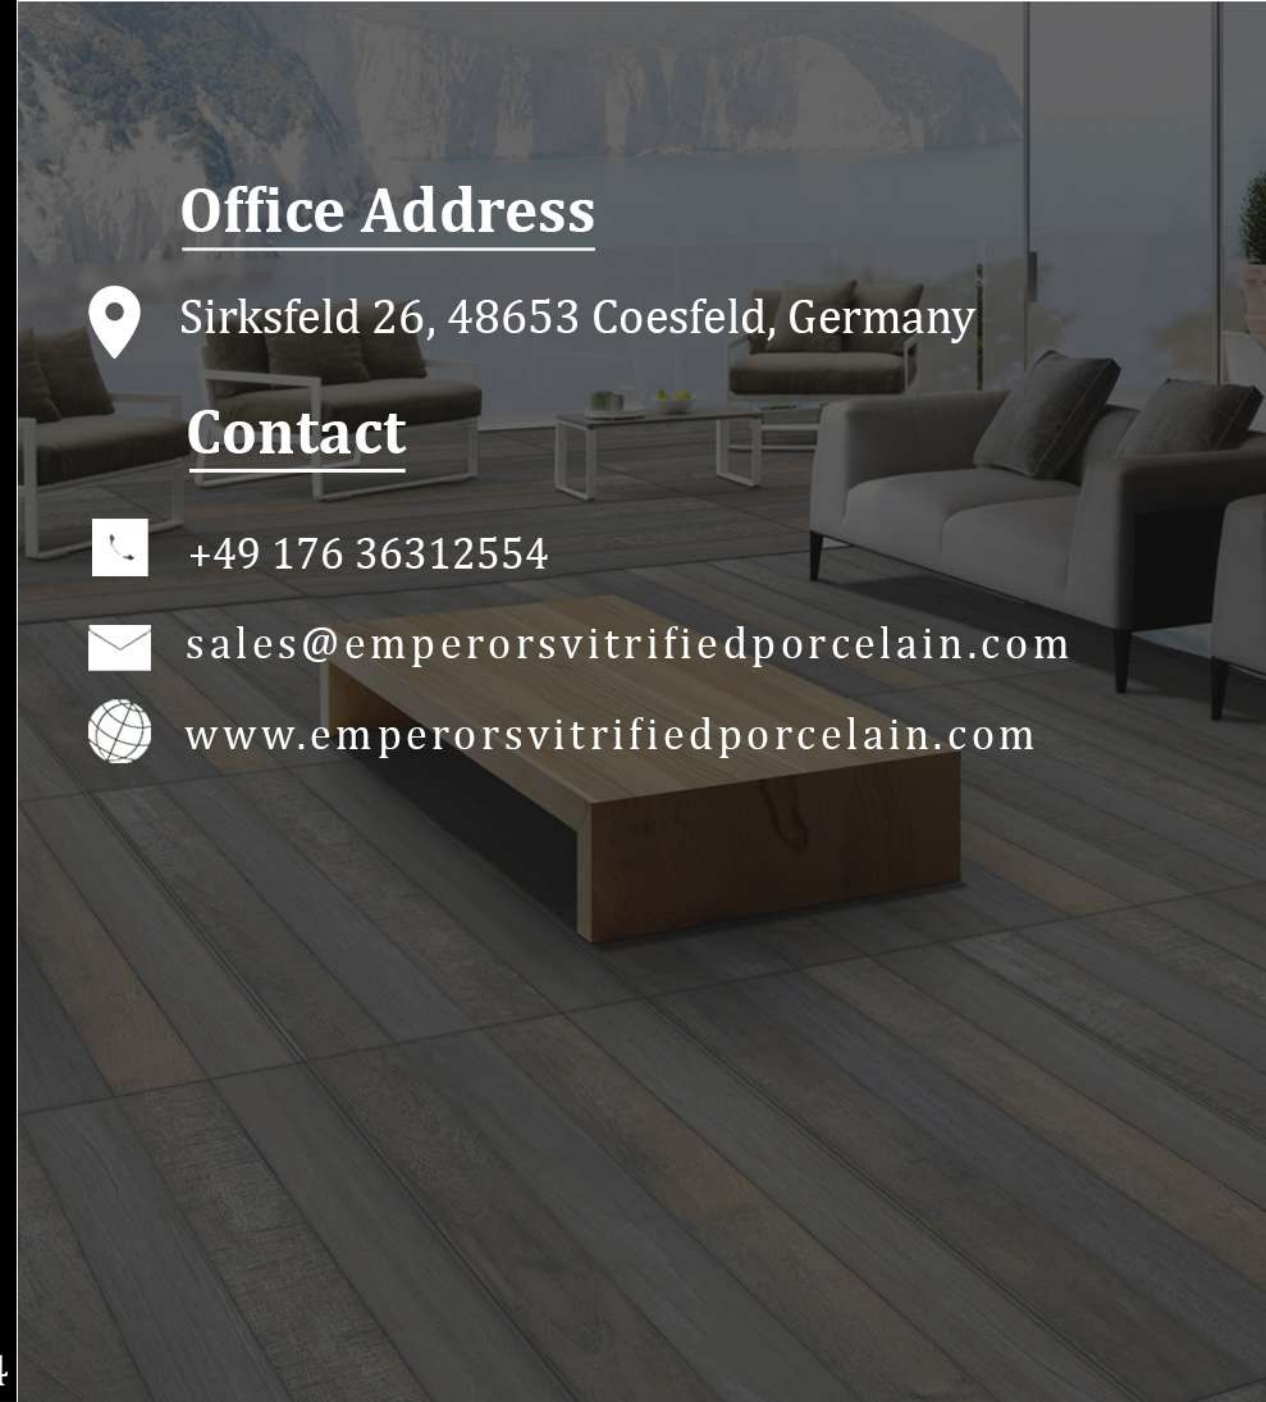 Office Address
Sirksfeld 26, 48653 Coesfeld, Germany
Contact
+49 176 36312554
sales@emperorsvitrifiedporcelain.com
www.emperorsvitrifiedporcelain.com